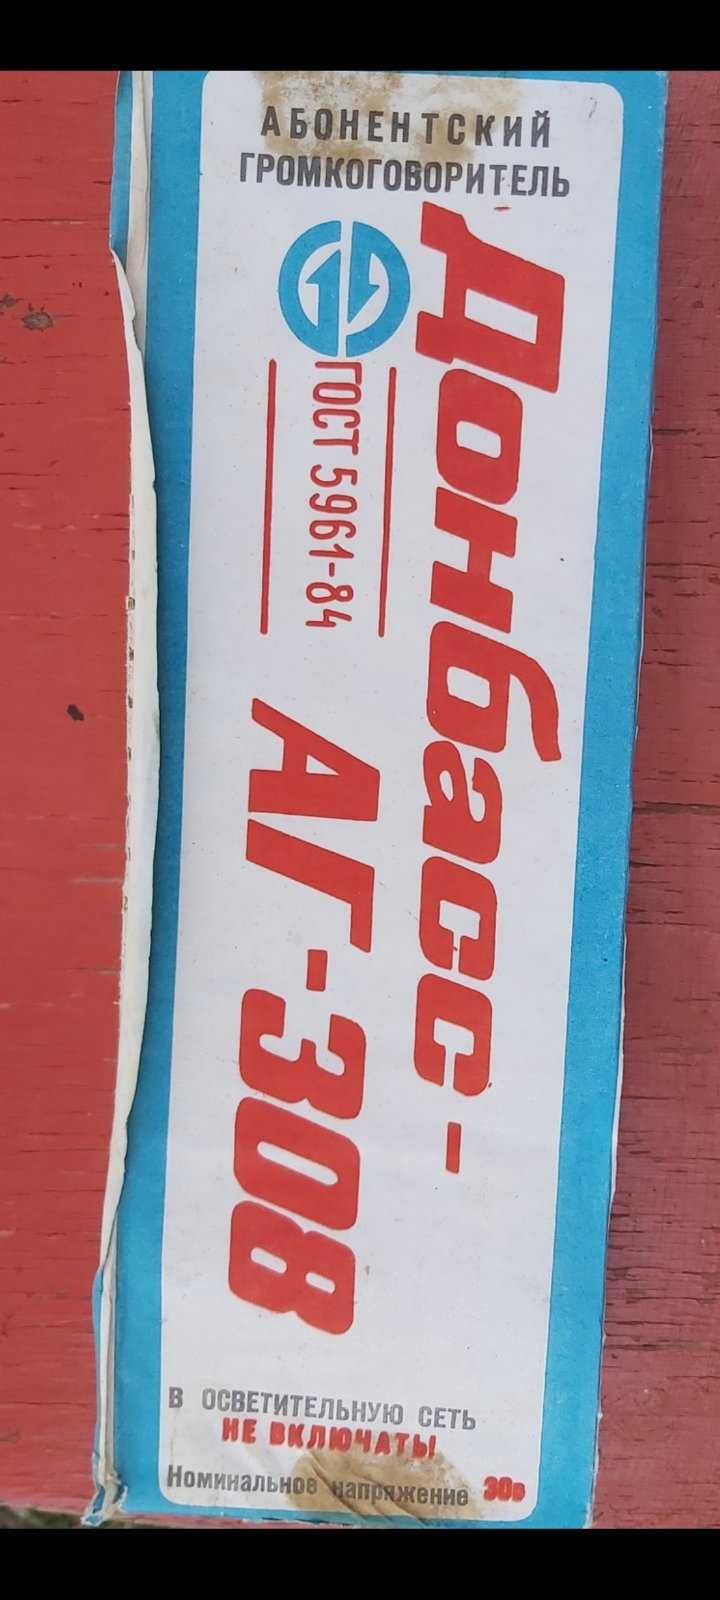 АБОНЕНТСКИЙ
ГРОМКОГОВОРИТЕЛЬ
Донбасс-
ГОСТ 5961-84
АГ-308
В ОСВЕТИТЕЛЬНУЮ СЕТЬ
НЕ ВКЛЮЧАТЬ!
Номинальное напряжение 30в